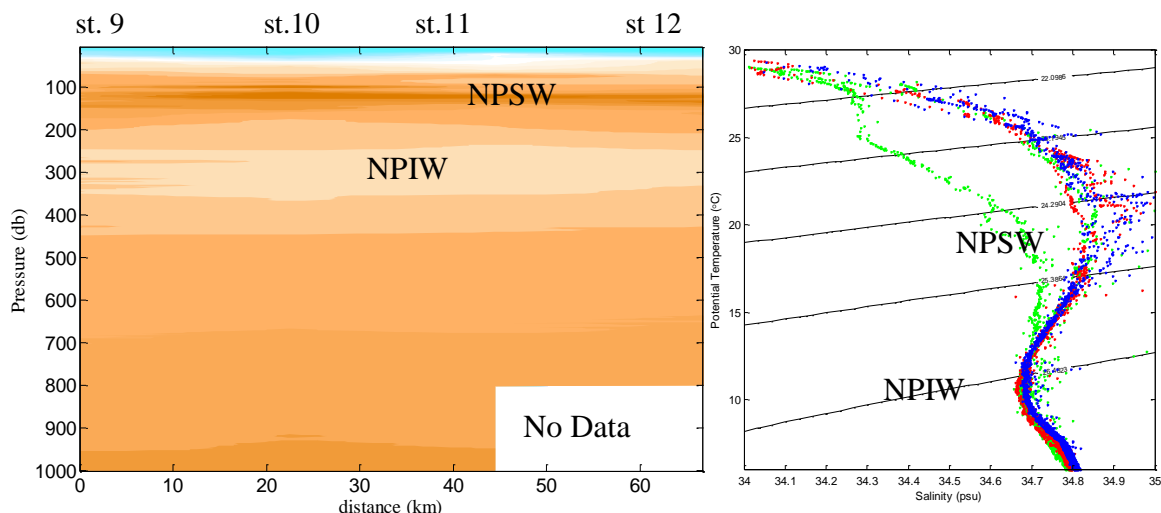 st. 9 st.10 st.11 st 12
100
200
300
400
500
600
700
800
900
1000
Pressure (db)
NPSW
NPIW
No Data
0 10 20 30 40 50 60
distance (km)
30
25
20
15
10
Potential Temperature (°C)
22.0986
24.2904
NPSW
NPIW
34 34.1 34.2 34.3 34.4 34.5 34.6 34.7 34.8 34.9 35
Salinity (psu)